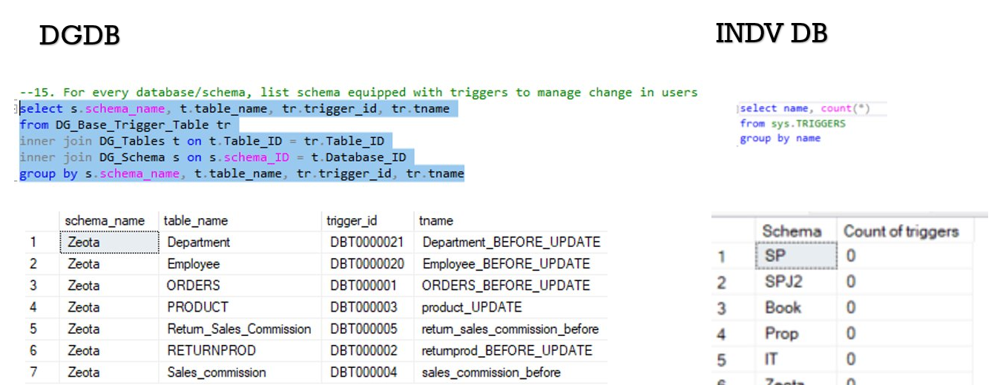 DGDB
--15. For every database/schema, list schema equipped with triggers to manage change in users
select s.schema_name, t.table_name, tr.trigger_id, tr.tname
from DG_Base_Trigger_Table tr
inner join DG_Tables t on t.Table_ID = tr.Table_ID
inner join DG_Schema s on s.schema_ID = t.Database_ID
group by s.schema_name, t.table_name, tr.trigger_id, tr.tname
schema_name table_name trigger_id tname
1 Zeota Department DBT0000021 Department_BEFORE_UPDATE
2 Zeota Employee DBT0000020 Employee_BEFORE_UPDATE
3 Zeota ORDERS DBT000001 ORDERS_BEFORE_UPDATE
4 Zeota PRODUCT DBT000003 product_UPDATE
5 Zeota Return_Sales_Commission DBT000005 return_sales_commission_before
6 Zeota RETURNPROD DBT000002 returnprod_BEFORE_UPDATE
7 Zeota Sales_commission DBT000004 sales_commission_before
INDV DB
select name, count(*)
from sys.TRIGGERS
group by name
Schema Count of triggers
1 SP 0
2 SPJ2 0
3 Book 0
4 Prop 0
5 IT 0
6 Zeota 0